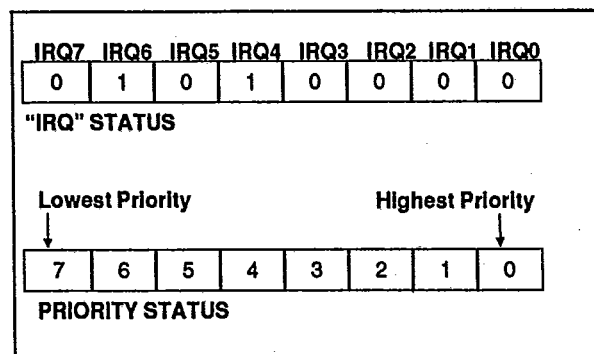 IRQ7 IRQ6 IRQ5 IRQ4 IRQ3 IRQ2 IRQ1 IRQ0
0 1 0 1 0 0 0 0
"IRQ" STATUS
Lowest Priority Highest Priority
7 6 5 4 3 2 1 0
PRIORITY STATUS